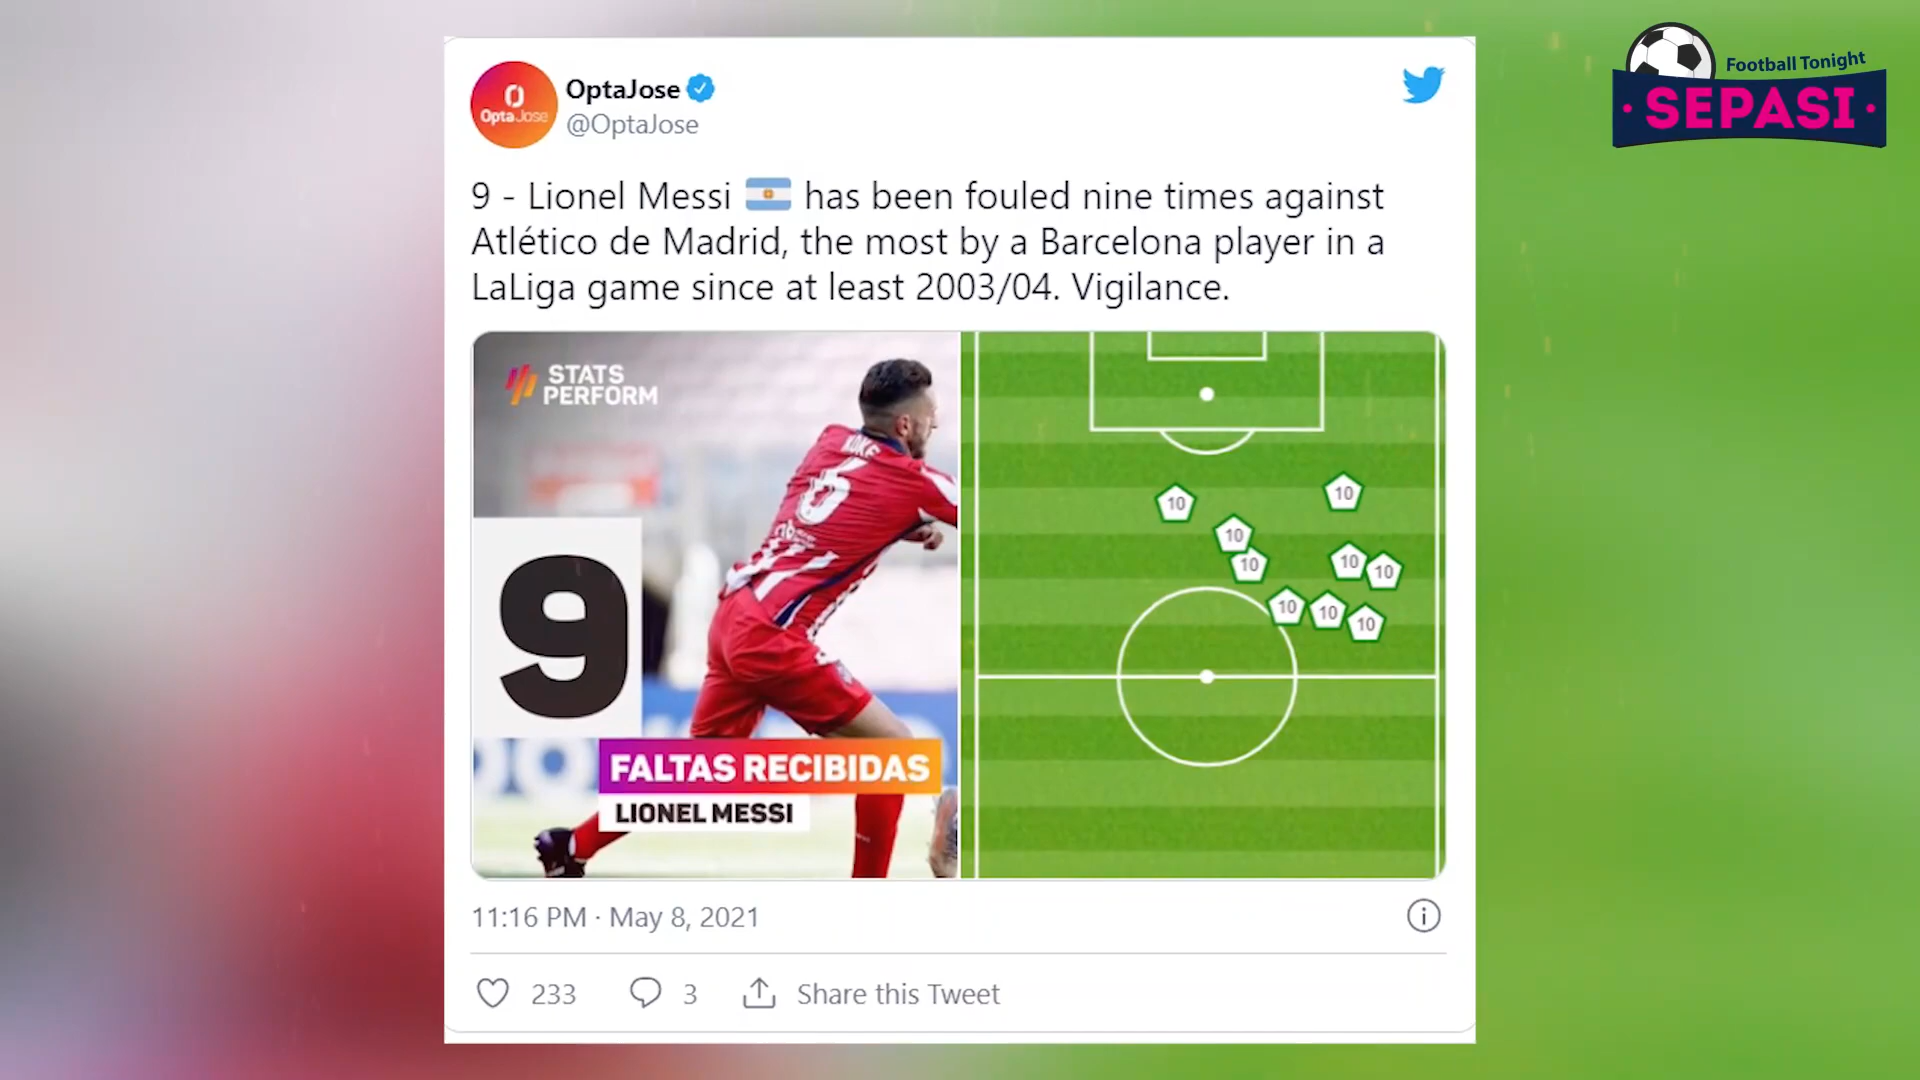 Football Tonight
SEPASI
OptaJose
@OptaJose
Opta Jose
9 - Lionel Messi 🇦🇷 has been fouled nine times against
Atlético de Madrid, the most by a Barcelona player in a
LaLiga game since at least 2003/04. Vigilance.
STATS
PERFORM
KOKE
6
9
FALTAS RECIBIDAS
LIONEL MESSI
10
10
10
10
10
10
10
10
10
11:16 PM · May 8, 2021
233
3
Share this Tweet